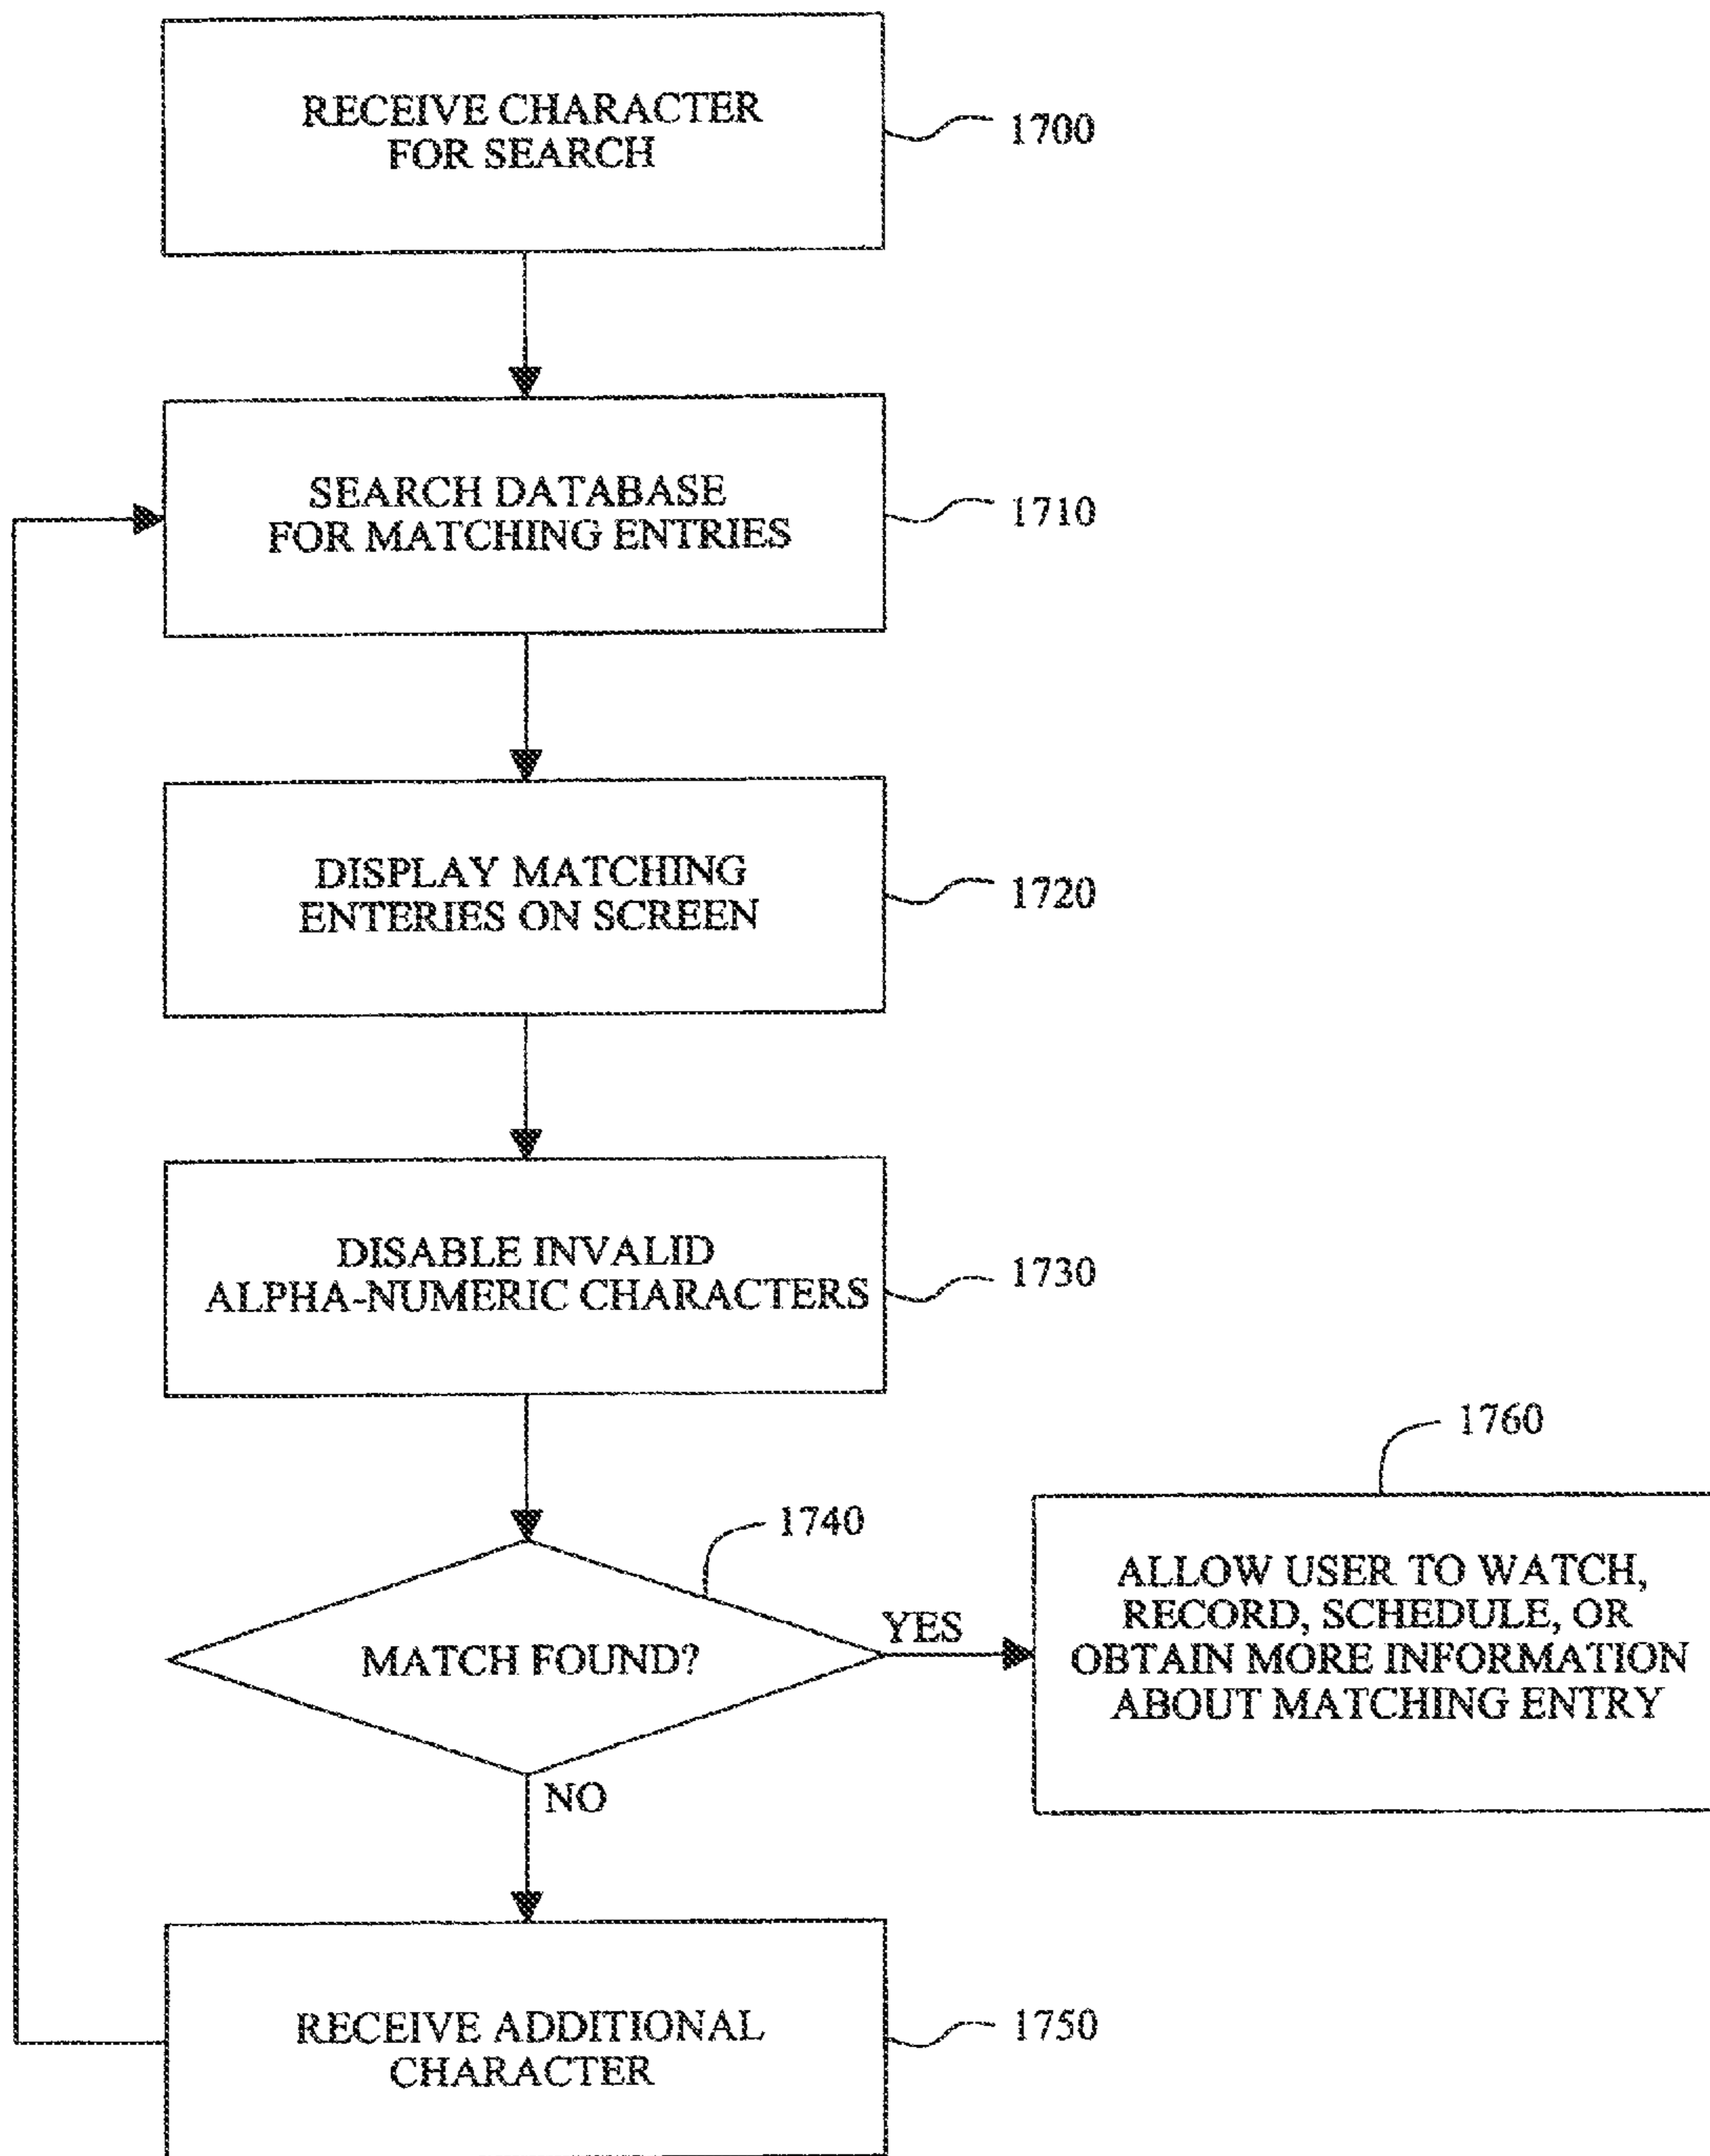 RECEIVE CHARACTER
FOR SEARCH
1700
SEARCH DATABASE
FOR MATCHING ENTRIES
1710
DISPLAY MATCHING
ENTERIES ON SCREEN
1720
DISABLE INVALID
ALPHA-NUMERIC CHARACTERS
1730
1740
MATCH FOUND?
YES
NO
1760
ALLOW USER TO WATCH,
RECORD, SCHEDULE, OR
OBTAIN MORE INFORMATION
ABOUT MATCHING ENTRY
RECEIVE ADDITIONAL
CHARACTER
1750